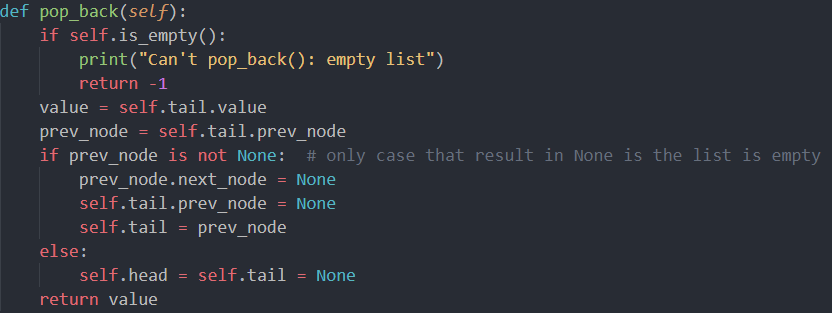 def pop_back(self):
    if self.is_empty():
        print("Can't pop_back(): empty list")
        return -1
    value = self.tail.value
    prev_node = self.tail.prev_node
    if prev_node is not None:  # only case that result in None is the list is empty
        prev_node.next_node = None
        self.tail.prev_node = None
        self.tail = prev_node
    else:
        self.head = self.tail = None
    return value